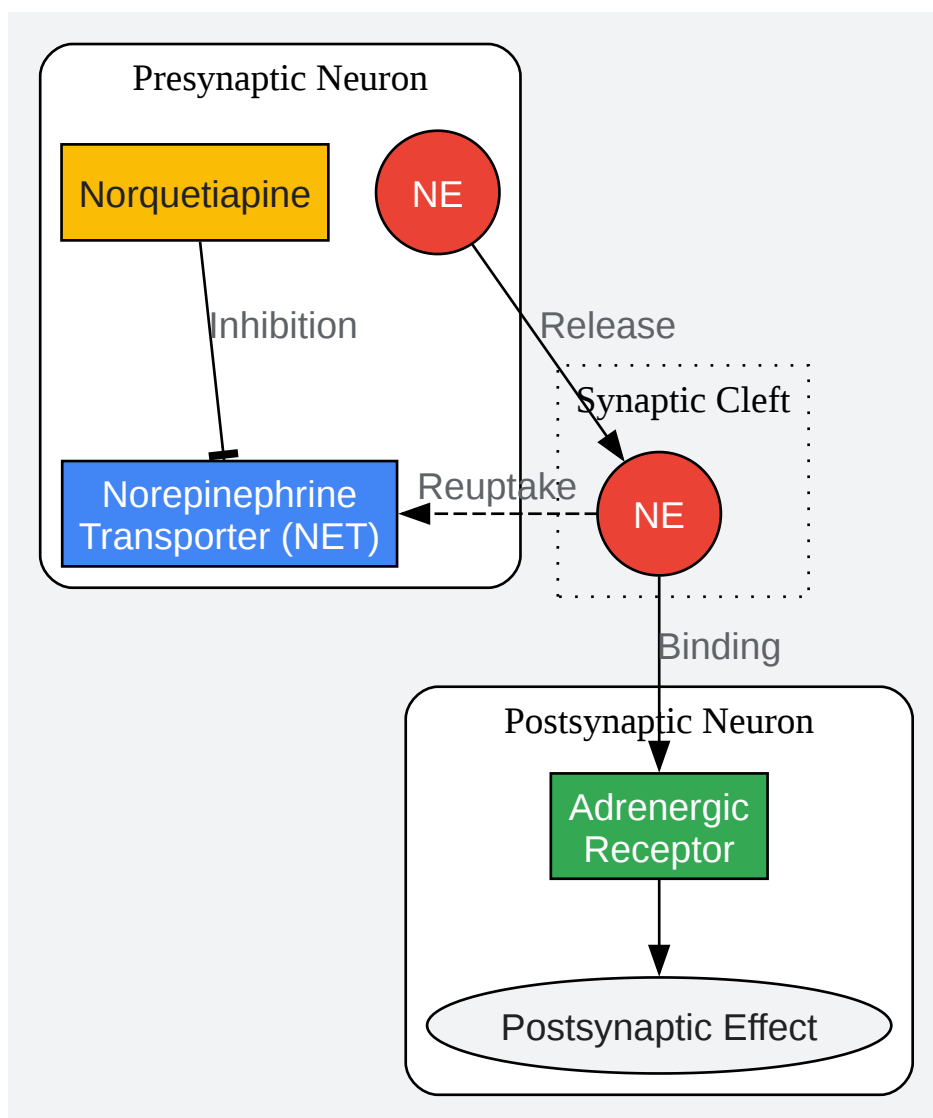 Presynaptic Neuron
Norquetiapine
NE
Inhibition
Release
Synaptic Cleft
Norepinephrine
Transporter (NET)
Reuptake
NE
Binding
Postsynaptic Neuron
Adrenergic
Receptor
Postsynaptic Effect